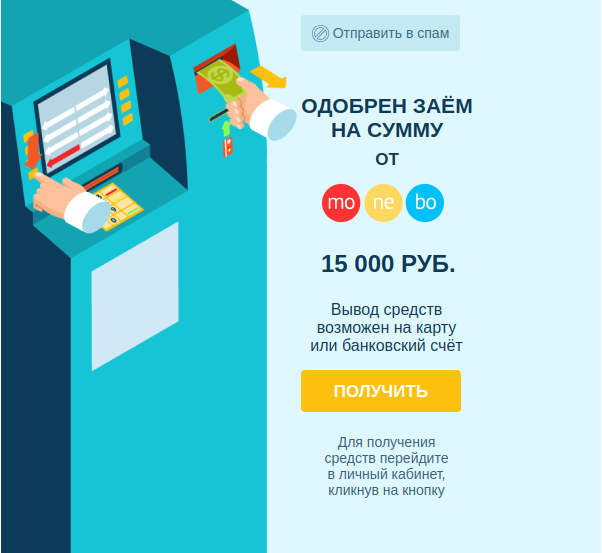 Отправить в спам
ОДОБРЕН ЗАЁМ
НА СУММУ
ОТ
mo ne bo
15 000 РУБ.
Вывод средств
возможен на карту
или банковский счёт
ПОЛУЧИТЬ
Для получения
средств перейдите
в личный кабинет,
кликнув на кнопку